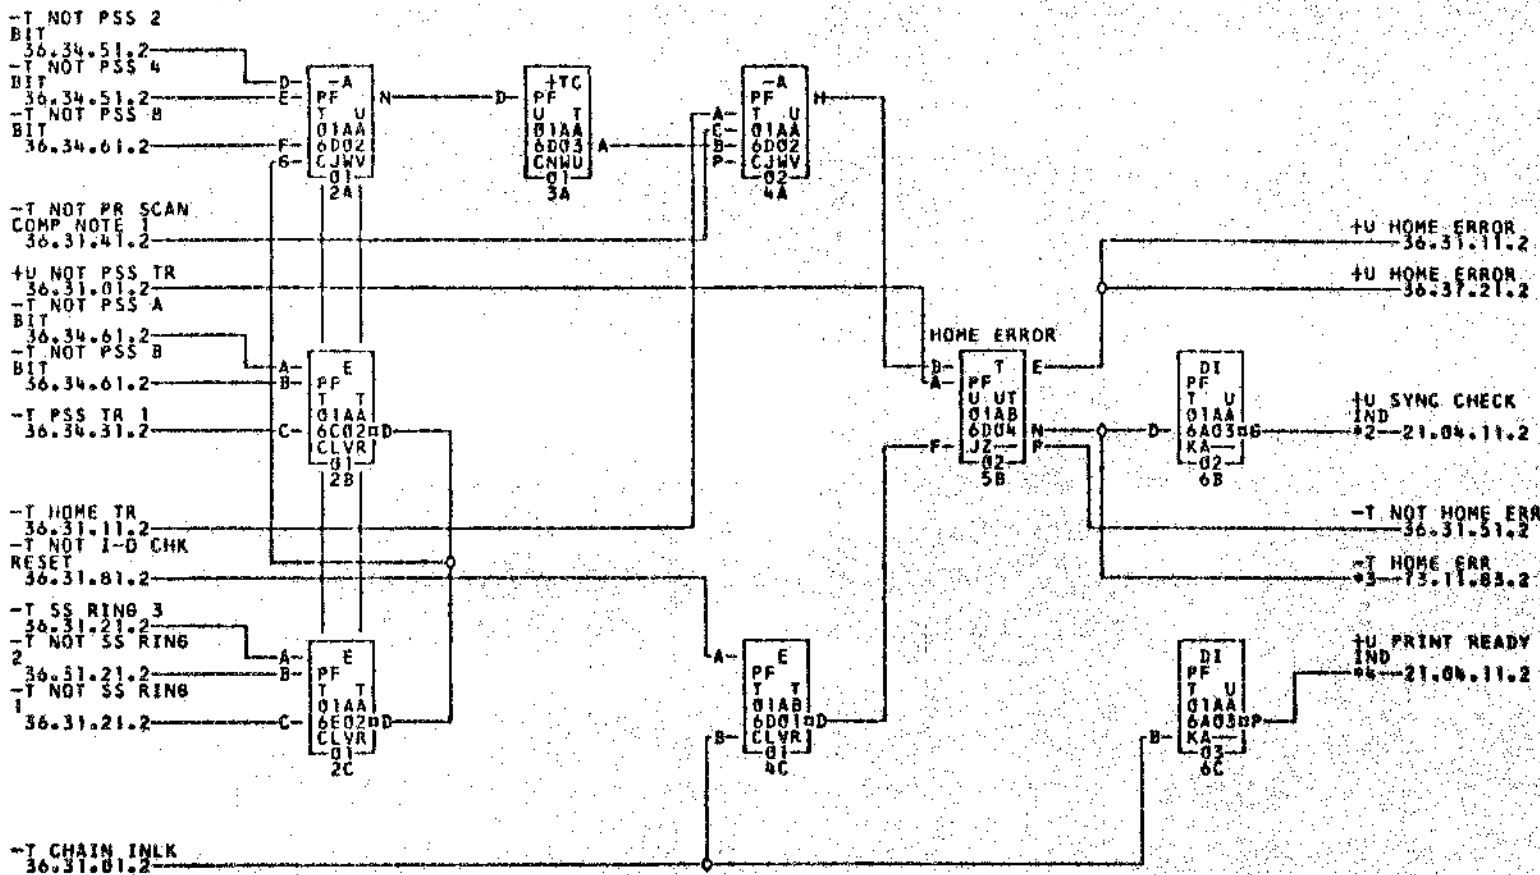 -T NOT PSS 2
BIT
36.34.51.2
-T NOT PSS 4
BIT
36.34.51.2
-T NOT PSS 8
BIT
36.34.61.2
-T NOT PR SCAN
COMP NOTE 1
36.31.41.2
+U NOT PSS TR
36.31.01.2
-T NOT PSS A
BIT
36.34.61.2
-T NOT PSS B
BIT
36.34.61.2
-T PSS TR 1
36.34.31.2
-T HOME TR
36.31.11.2
-T NOT I-O CHK
RESET
36.31.81.2
-T SS RING 3
36.31.21.2
-T NOT SS RING
2
36.31.21.2
-T NOT SS RING
1
36.31.21.2
-T CHAIN INLK
36.31.01.2
D -A
E PF N
T U
01AA
F 6D02
G CJWV
01
2A
+TC
D PF
U T
01AA
6D03 A
CNWU
01
3A
-A
PF H
A T U
C 01AA
B 6D02
P CJWV
02
4A
A E
B PF
T T
01AA
C 6C02 D
CLVR
01
2B
A E
B PF
T T
01AA
C 6E02 D
CLVR
01
2C
A E
PF
T T
01AB
6D01 D
B CLVR
01
4C
HOME ERROR
B T E
A PF
U UT
01AB
6D04 N
F JZ P
02
5B
DI
PF
T U
01AA
D 6A03 G
KA
02
6B
DI
PF
T U
01AA
6A03 P
B KA
03
6C
+U HOME ERROR
36.31.11.2
+U HOME ERROR
36.37.21.2
+U SYNC CHECK
IND
*2 21.04.11.2
-T NOT HOME ERR
36.31.51.2
-T HOME ERR
*3 73.11.83.2
+U PRINT READY
IND
*4 21.04.11.2